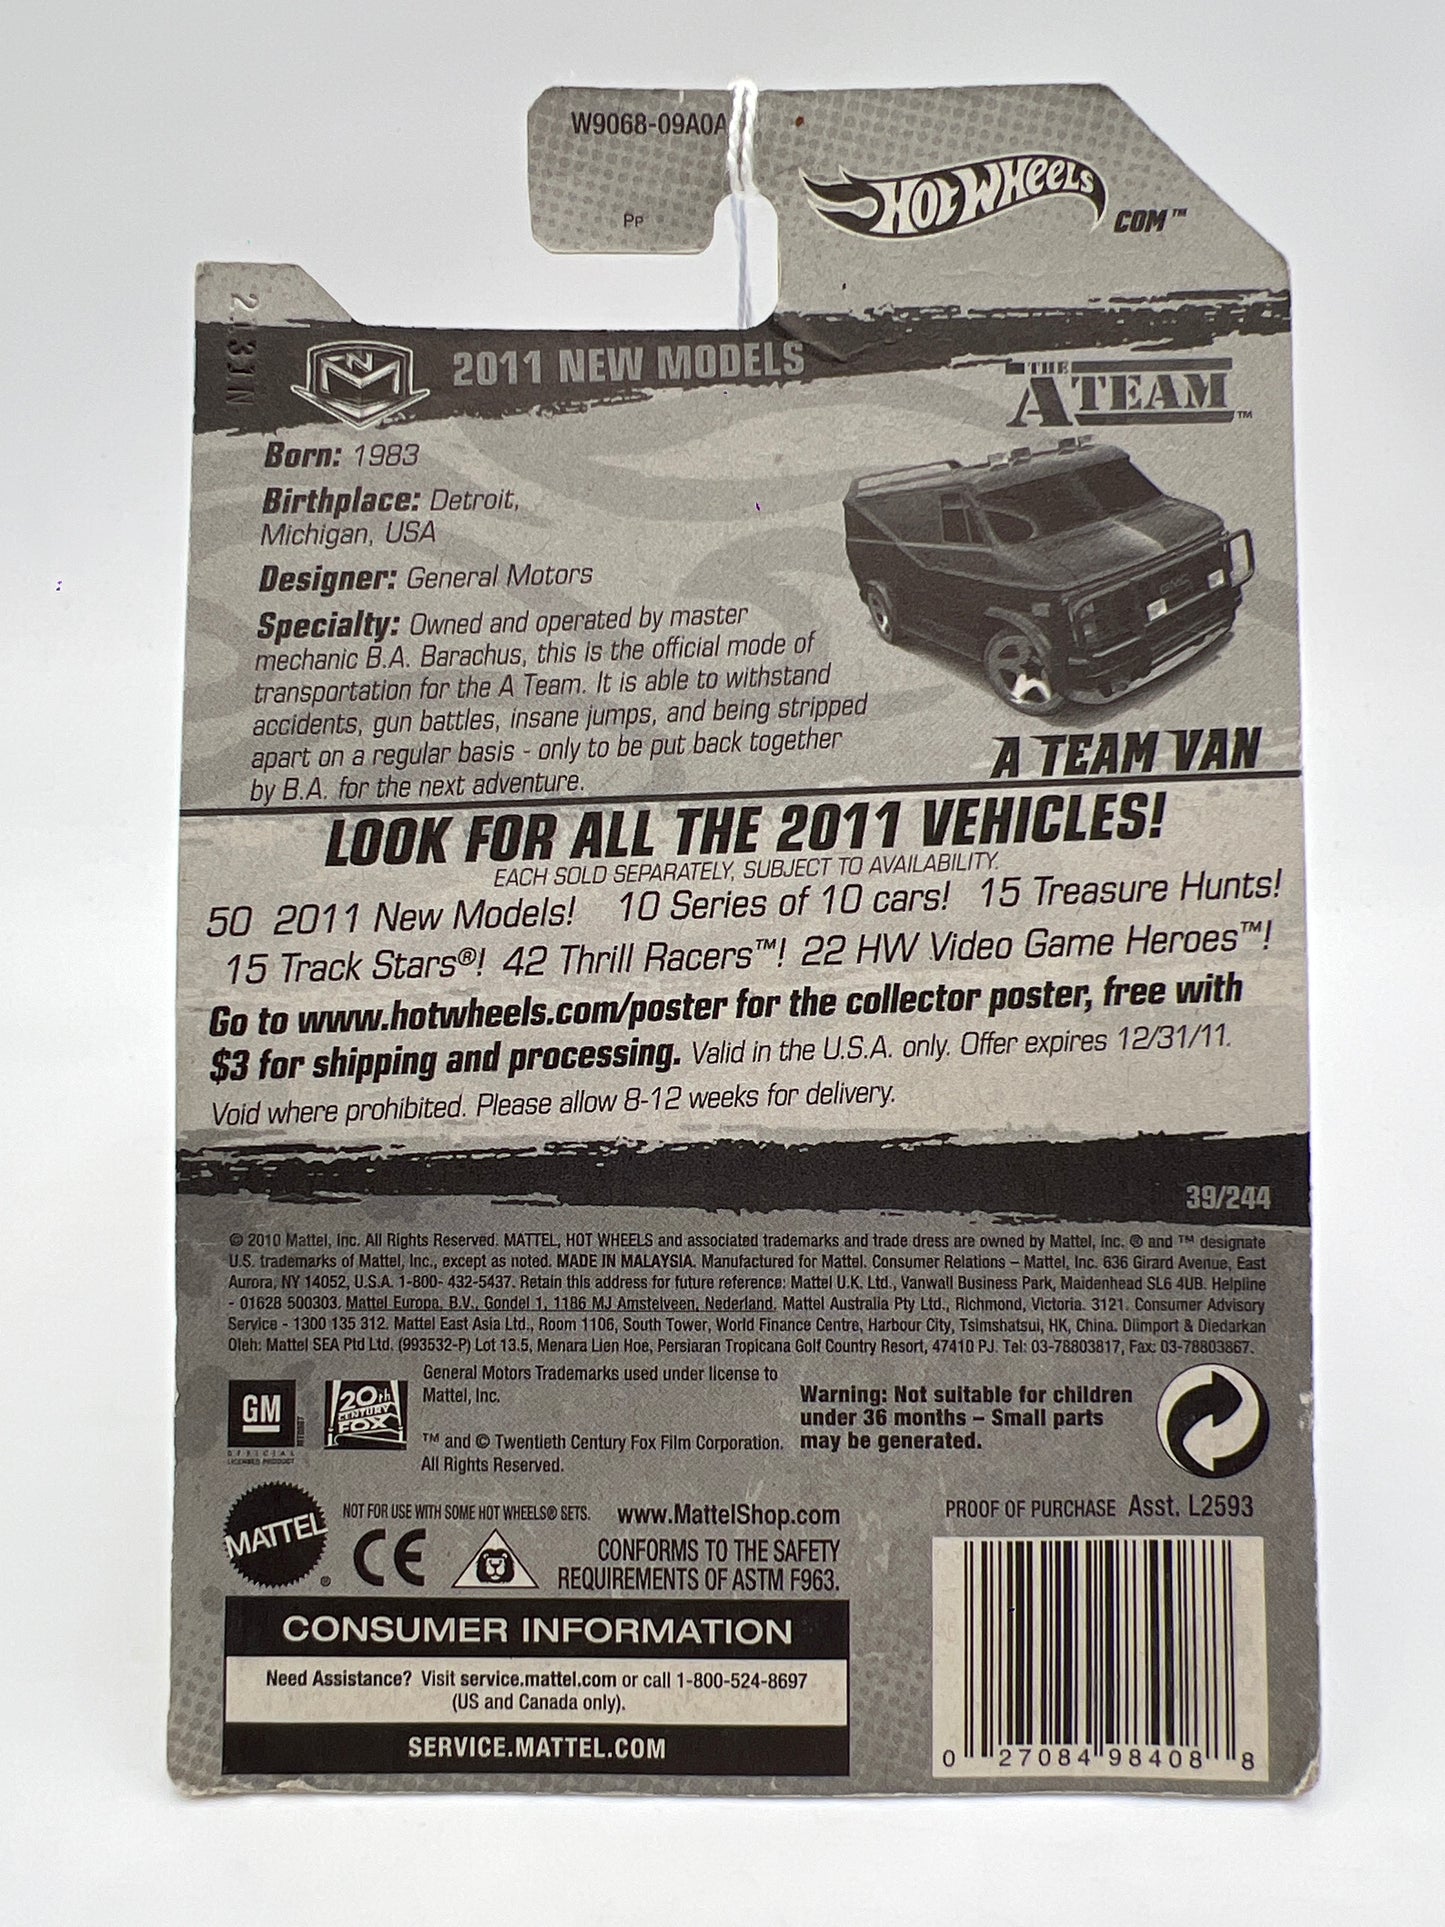 W9068-09A0A
Pp
HOT WHEELS
COM™
2011 NEW MODELS
THE
A TEAM™
Born: 1983
Birthplace: Detroit,
Michigan, USA
Designer: General Motors
Specialty: Owned and operated by master
mechanic B.A. Barachus, this is the official mode of
transportation for the A Team. It is able to withstand
accidents, gun battles, insane jumps, and being stripped
apart on a regular basis - only to be put back together
by B.A. for the next adventure.
GMC
A TEAM VAN
LOOK FOR ALL THE 2011 VEHICLES!
EACH SOLD SEPARATELY, SUBJECT TO AVAILABILITY.
50 2011 New Models! 10 Series of 10 cars! 15 Treasure Hunts!
15 Track Stars®! 42 Thrill Racers™! 22 HW Video Game Heroes™!
Go to www.hotwheels.com/poster for the collector poster, free with
$3 for shipping and processing. Valid in the U.S.A. only. Offer expires 12/31/11.
Void where prohibited. Please allow 8-12 weeks for delivery.
39/244
© 2010 Mattel, Inc. All Rights Reserved. MATTEL, HOT WHEELS and associated trademarks and trade dress are owned by Mattel, Inc. ® and ™ designate
U.S. trademarks of Mattel, Inc., except as noted. MADE IN MALAYSIA. Manufactured for Mattel. Consumer Relations – Mattel, Inc. 636 Girard Avenue, East
Aurora, NY 14052, U.S.A. 1-800- 432-5437. Retain this address for future reference: Mattel U.K. Ltd., Vanwall Business Park, Maidenhead SL6 4UB. Helpline
- 01628 500303. Mattel Europa, B.V., Gondel 1, 1186 MJ Amstelveen, Nederland. Mattel Australia Pty Ltd., Richmond, Victoria. 3121. Consumer Advisory
Service - 1300 135 312. Mattel East Asia Ltd., Room 1106, South Tower, World Finance Centre, Harbour City, Tsimshatsui, HK, China. Diimport & Diedarkan
Oleh: Mattel SEA Ptd Ltd. (993532-P) Lot 13.5, Menara Lien Hoe, Persiaran Tropicana Golf Country Resort, 47410 PJ. Tel: 03-78803817, Fax: 03-78803867.
GM
OFFICIAL
LICENSED PRODUCT
20th
CENTURY
FOX
General Motors Trademarks used under license to
Mattel, Inc.
™ and © Twentieth Century Fox Film Corporation.
All Rights Reserved.
Warning: Not suitable for children
under 36 months – Small parts
may be generated.
MATTEL®
NOT FOR USE WITH SOME HOT WHEELS® SETS.
CE
www.MattelShop.com
CONFORMS TO THE SAFETY
REQUIREMENTS OF ASTM F963.
PROOF OF PURCHASE Asst. L2593
CONSUMER INFORMATION
Need Assistance? Visit service.mattel.com or call 1-800-524-8697
(US and Canada only).
SERVICE.MATTEL.COM
0 27084 98408 8